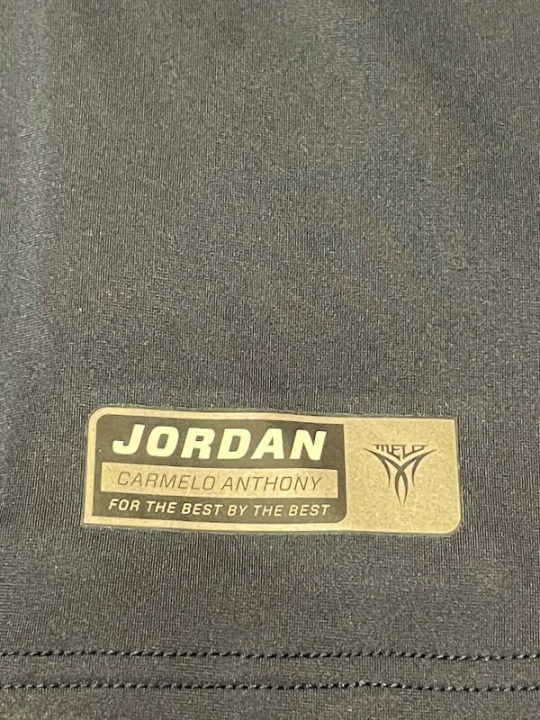 JORDAN
CARMELO ANTHONY
FOR THE BEST BY THE BEST
MELO